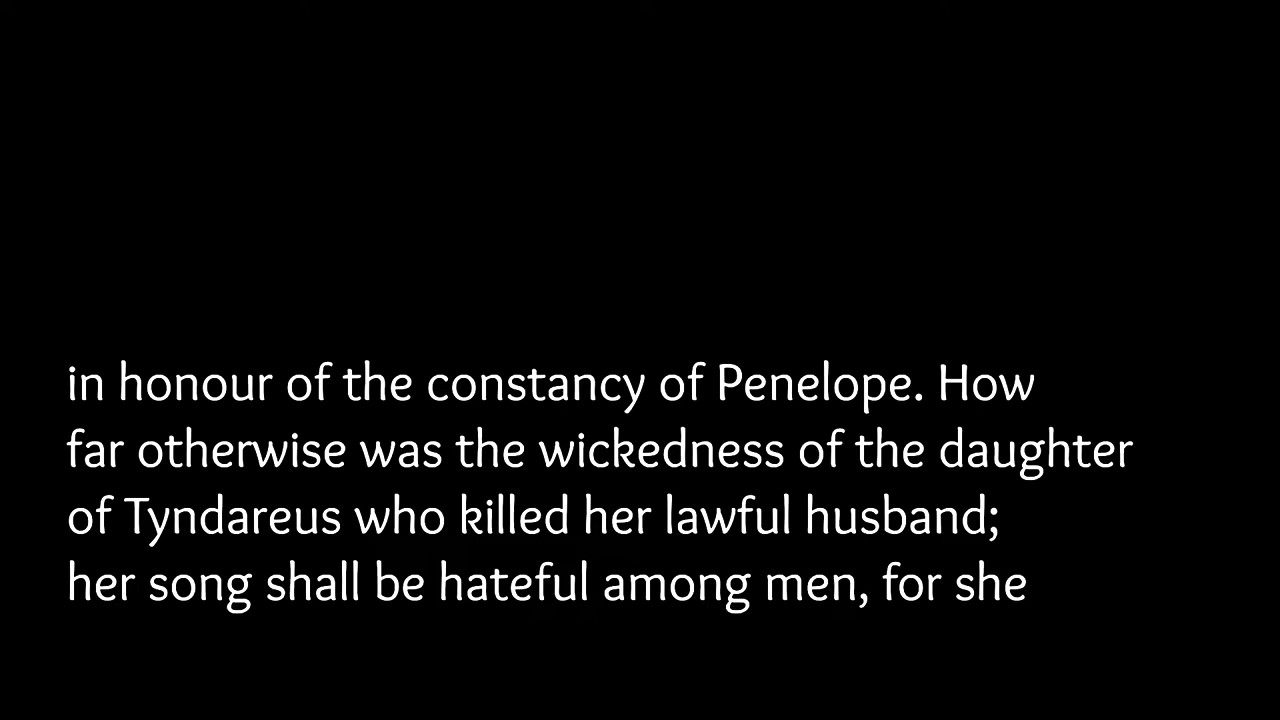 in honour of the constancy of Penelope. How
far otherwise was the wickedness of the daughter
of Tyndareus who killed her lawful husband;
her song shall be hateful among men, for she